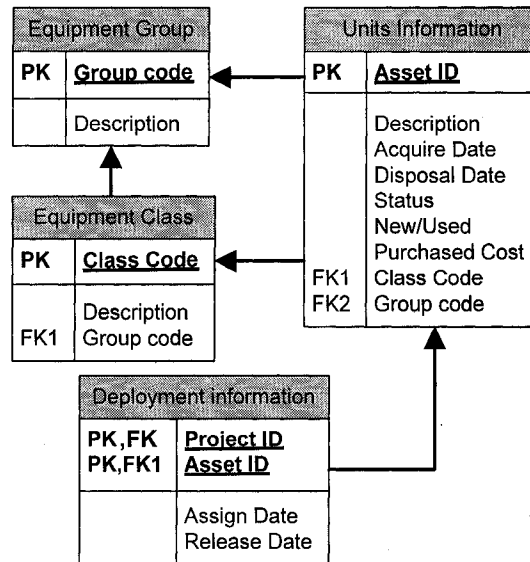 Equipment Group
PK Group code
Description
Units Information
PK Asset ID
Description
Acquire Date
Disposal Date
Status
New/Used
Purchased Cost
FK1 Class Code
FK2 Group code
Equipment Class
PK Class Code
Description
FK1 Group code
Deployment information
PK,FK Project ID
PK,FK1 Asset ID
Assign Date
Release Date